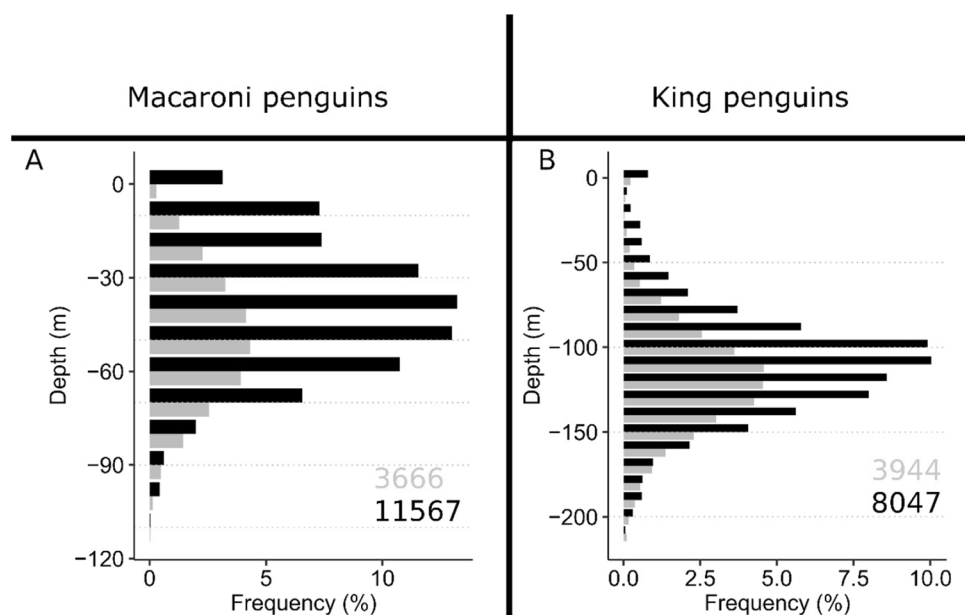 Macaroni penguins
King penguins
A
0
−30
−60
−90
−120
Depth (m)
3666
11567
0
5
10
Frequency (%)
B
0
−50
−100
−150
−200
Depth (m)
3944
8047
0.0
2.5
5.0
7.5
10.0
Frequency (%)